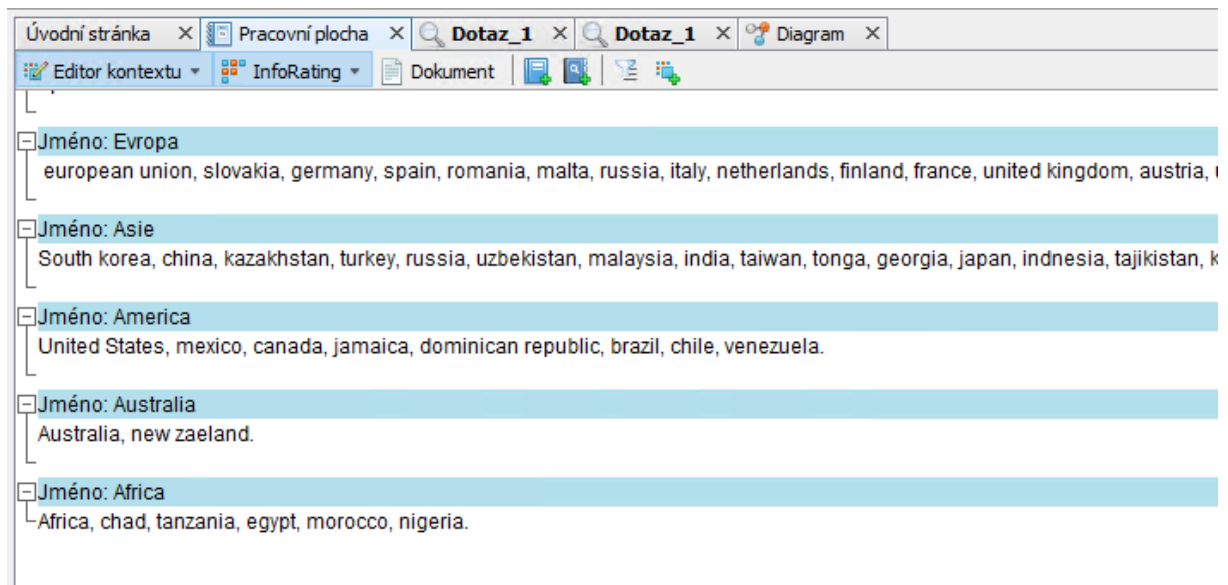 Úvodní stránka Pracovní plocha Dotaz_1 Dotaz_1 Diagram
Editor kontextu InfoRating Dokument
Jméno: Evropa
european union, slovakia, germany, spain, romania, malta, russia, italy, netherlands, finland, france, united kingdom, austria,
Jméno: Asie
South korea, china, kazakhstan, turkey, russia, uzbekistan, malaysia, india, taiwan, tonga, georgia, japan, indnesia, tajikistan,
Jméno: America
United States, mexico, canada, jamaica, dominican republic, brazil, chile, venezuela.
Jméno: Australia
Australia, new zaeland.
Jméno: Africa
Africa, chad, tanzania, egypt, morocco, nigeria.